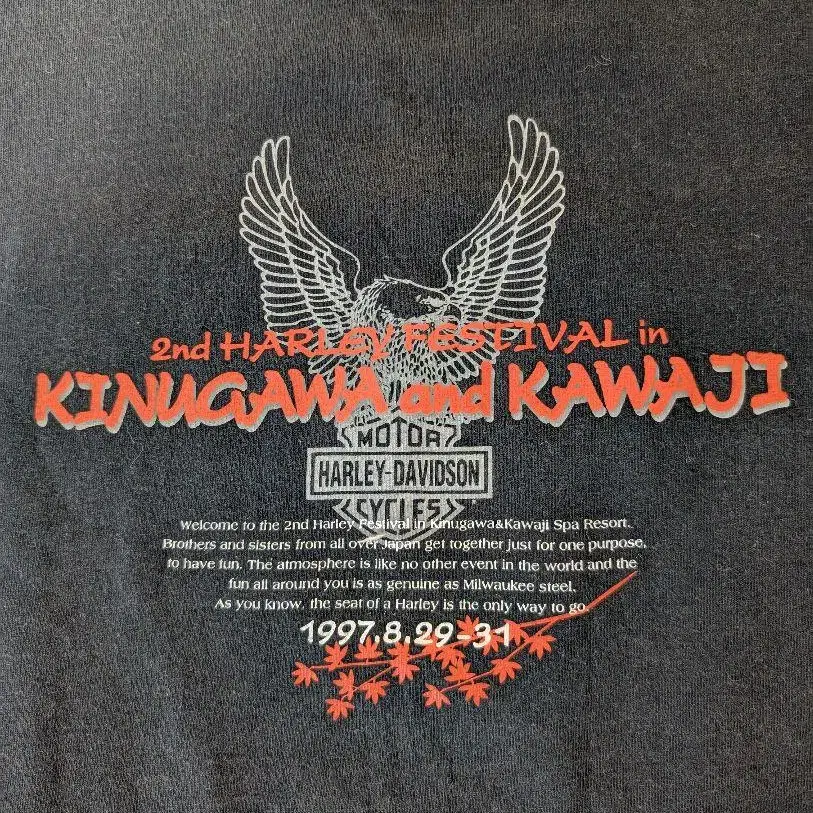 2nd HARLEY FESTIVAL in
KINUGAWA and KAWAJI
MOTOR
HARLEY-DAVIDSON
CYCLES
Welcome to the 2nd Harley Festival in Kinugawa&Kawaji Spa Resort.
Brothers and sisters from all over Japan get together just for one purpose,
to have fun. The atmosphere is like no other event in the world and the
fun all around you is as genuine as Milwaukee steel.
As you know, the seat of a Harley is the only way to go.
1997.8.29-31